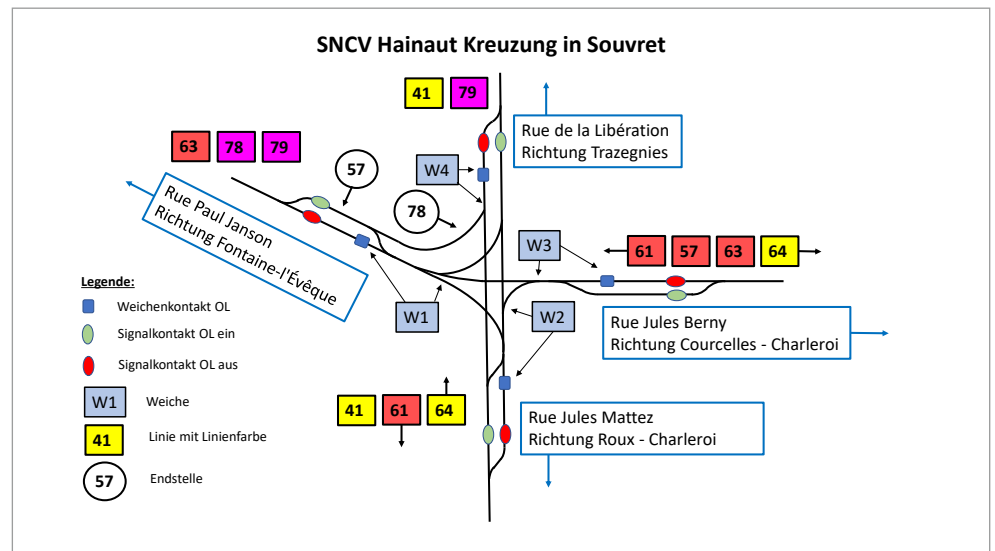 SNCV Hainaut Kreuzung in Souvret
41 79
Rue de la Libération
Richtung Trazegnies
63 78 79
57
W4
78
Rue Paul Janson
Richtung Fontaine-l'Évêque
W3
61 57 63 64
Legende:
Weichenkontakt OL
Signalkontakt OL ein
Signalkontakt OL aus
W1
W2
Rue Jules Berny
Richtung Courcelles - Charleroi
W1 Weiche
41 61 64
Rue Jules Mattez
Richtung Roux - Charleroi
41 Linie mit Linienfarbe
57 Endstelle